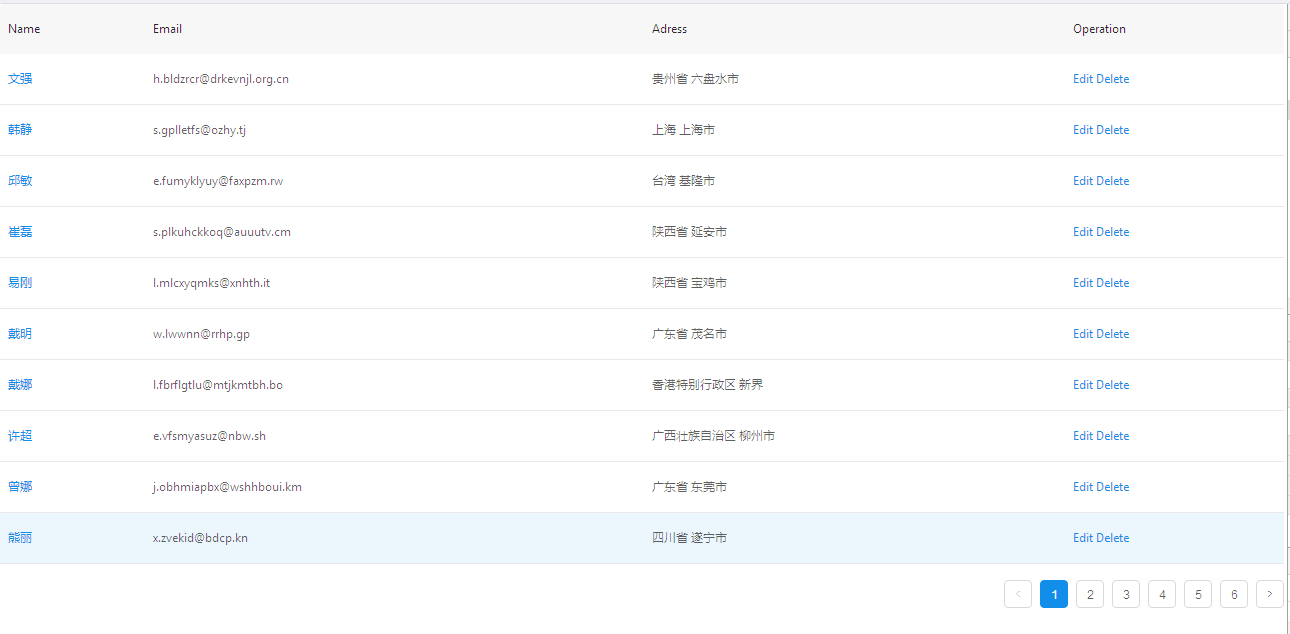 Name Email Adress Operation
文强 h.bldzrcr@drkevnjl.org.cn 贵州省 六盘水市 Edit Delete
韩静 s.gplletfs@ozhy.tj 上海 上海市 Edit Delete
邱敏 e.fumyklyuy@faxpzm.rw 台湾 基隆市 Edit Delete
崔磊 s.plkuhckkoq@auuutv.cm 陕西省 延安市 Edit Delete
易刚 l.mlcxyqmks@xnhth.it 陕西省 宝鸡市 Edit Delete
戴明 w.lwwnn@rrhp.gp 广东省 茂名市 Edit Delete
戴娜 l.fbrflgtlu@mtjkmtbh.bo 香港特别行政区 新界 Edit Delete
许超 e.vfsmyasuz@nbw.sh 广西壮族自治区 柳州市 Edit Delete
曾娜 j.obhmiapbx@wshhboui.km 广东省 东莞市 Edit Delete
熊丽 x.zvekid@bdcp.kn 四川省 遂宁市 Edit Delete
< 1 2 3 4 5 6 >